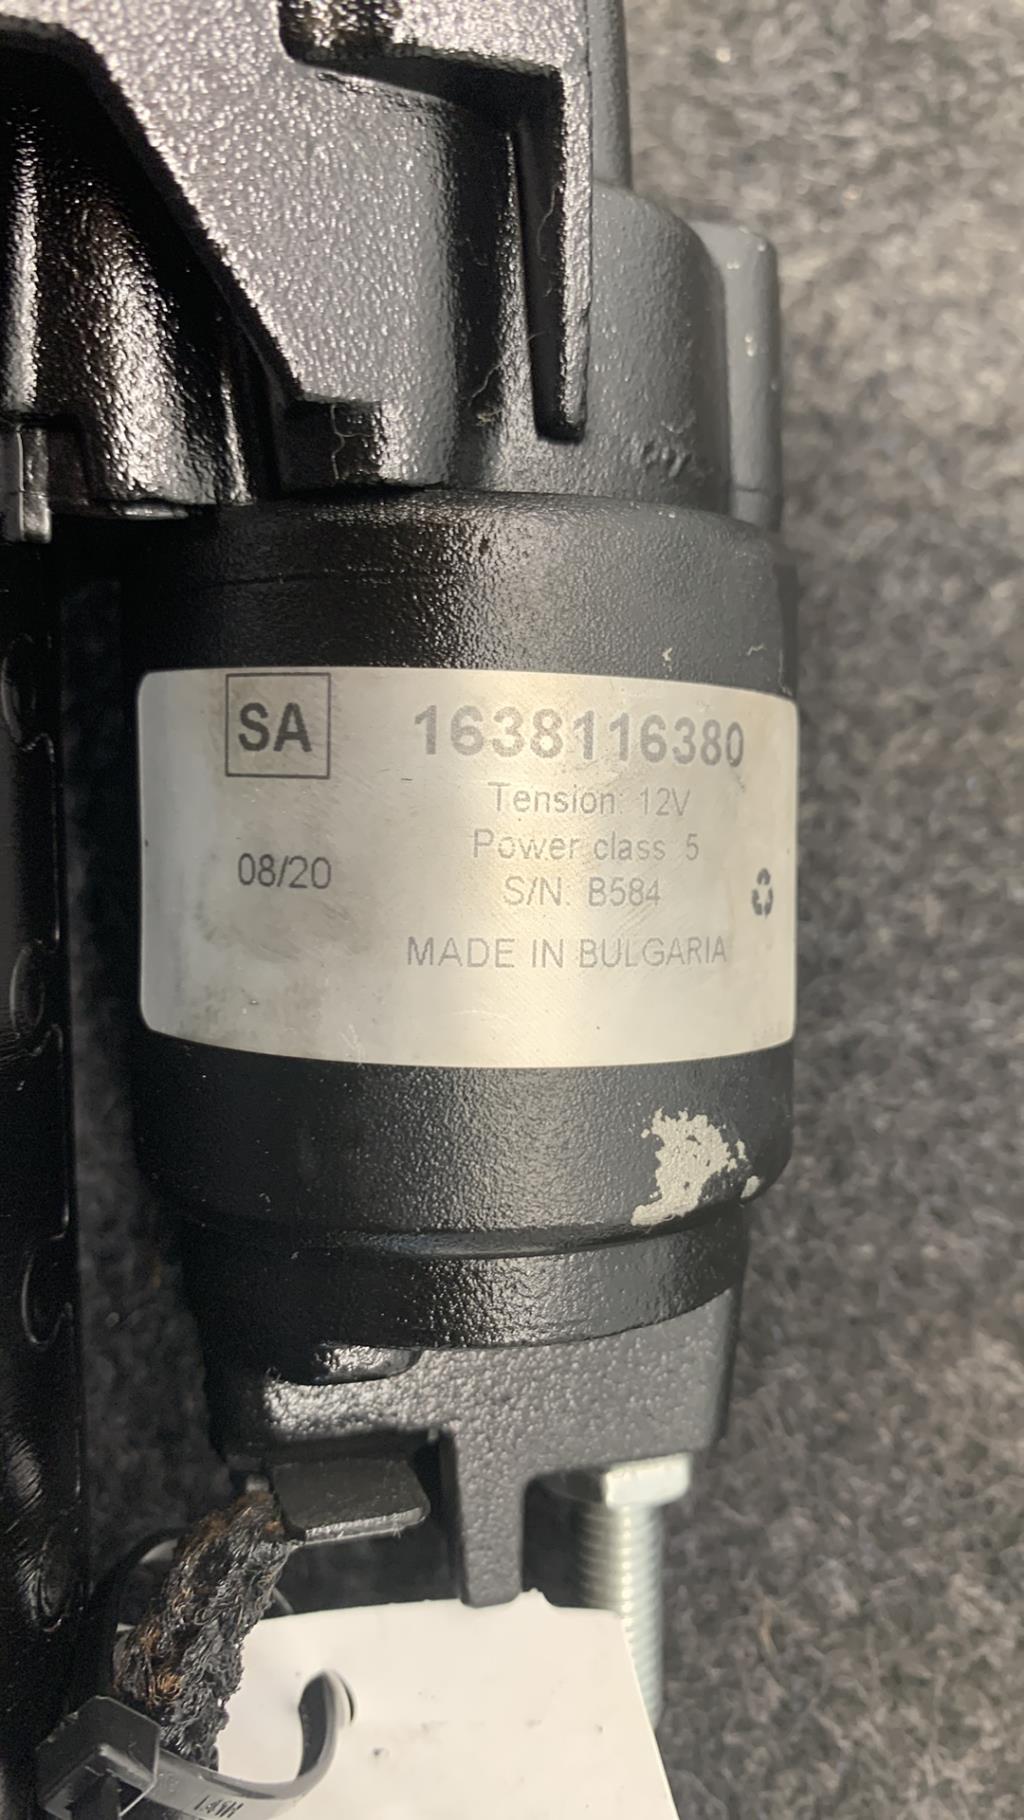 SA
1638116380
Tension: 12V
Power class 5
08/20
S/N. B584
MADE IN BULGARIA